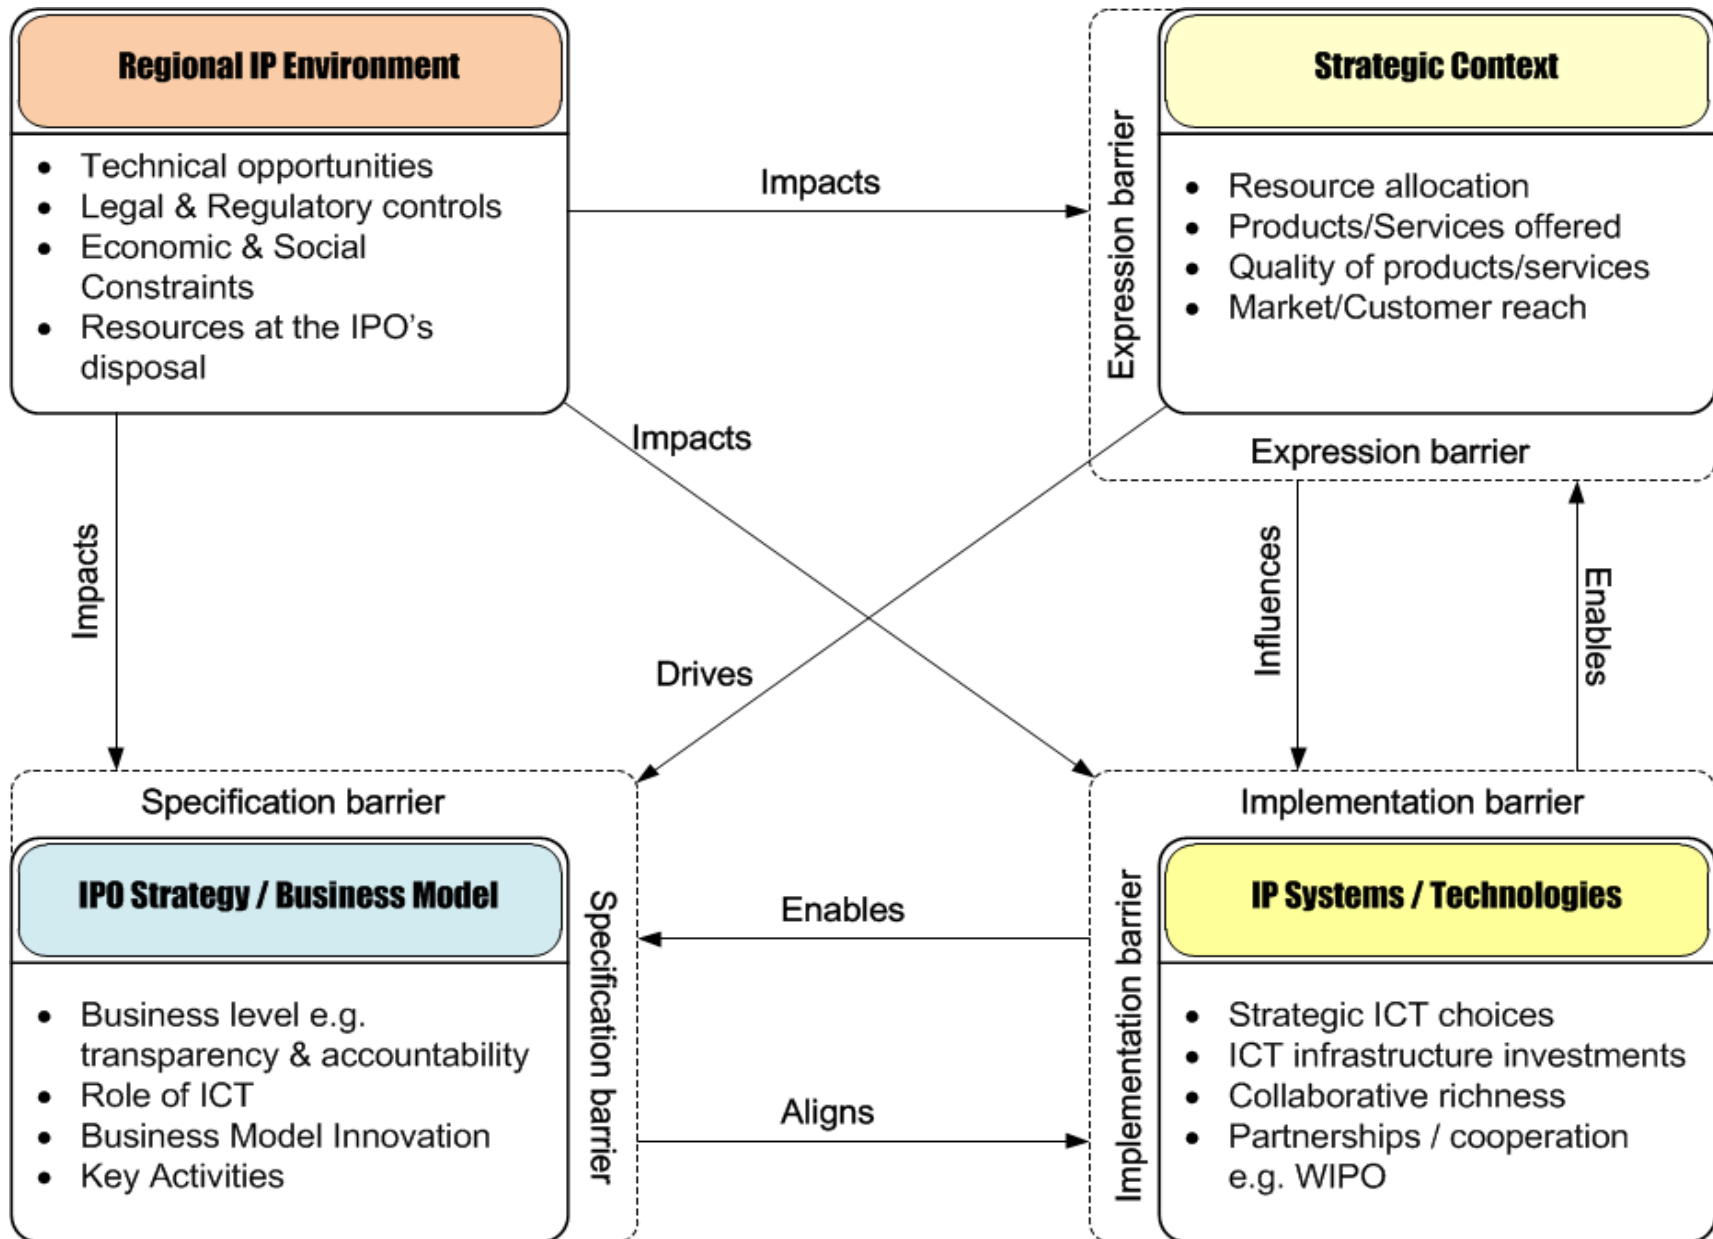 Regional IP Environment
• Technical opportunities
• Legal & Regulatory controls
• Economic & Social
Constraints
• Resources at the IPO's
disposal
Impacts
Expression barrier
Strategic Context
• Resource allocation
• Products/Services offered
• Quality of products/services
• Market/Customer reach
Expression barrier
Impacts
Impacts
Drives
Influences
Enables
Specification barrier
IPO Strategy / Business Model
• Business level e.g.
transparency & accountability
• Role of ICT
• Business Model Innovation
• Key Activities
Specification barrier
Enables
Aligns
Implementation barrier
Implementation barrier
IP Systems / Technologies
• Strategic ICT choices
• ICT infrastructure investments
• Collaborative richness
• Partnerships / cooperation
e.g. WIPO